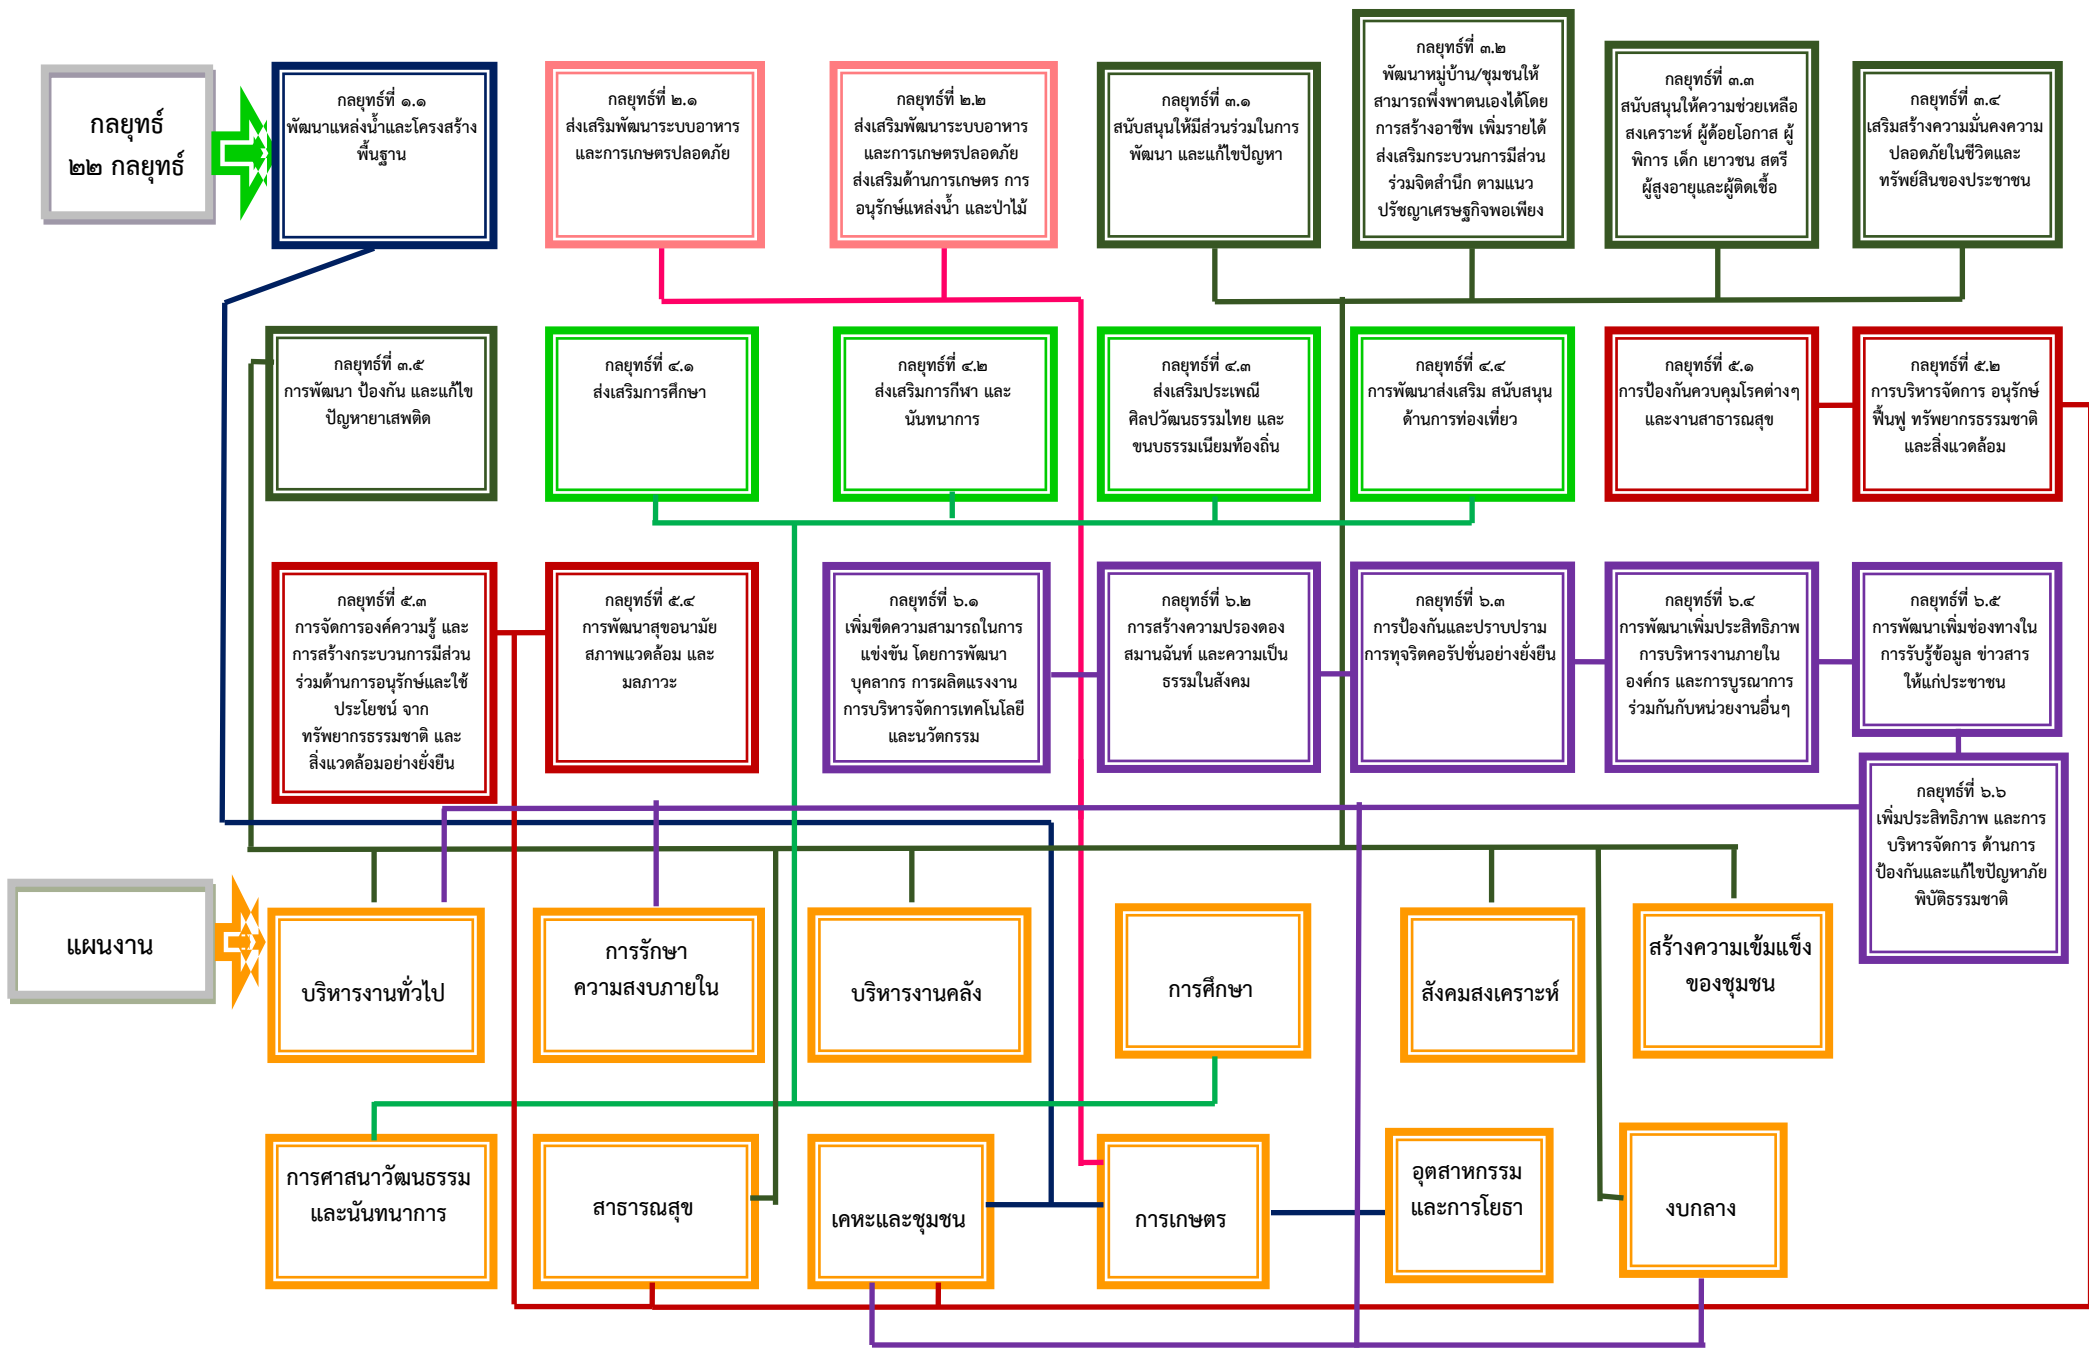 กลยุทธ์
๒๒ กลยุทธ์
กลยุทธ์ที่ ๑.๑
พัฒนาแหล่งน้ำและโครงสร้าง
พื้นฐาน
กลยุทธ์ที่ ๒.๑
ส่งเสริมพัฒนาระบบอาหาร
และการเกษตรปลอดภัย
กลยุทธ์ที่ ๒.๒
ส่งเสริมพัฒนาระบบอาหาร
และการเกษตรปลอดภัย
ส่งเสริมด้านการเกษตร การ
อนุรักษ์แหล่งน้ำ และป่าไม้
กลยุทธ์ที่ ๓.๑
สนับสนุนให้มีส่วนร่วมในการ
พัฒนา และแก้ไขปัญหา
กลยุทธ์ที่ ๓.๒
พัฒนาหมู่บ้าน/ชุมชนให้
สามารถพึ่งพาตนเองได้โดย
การสร้างอาชีพ เพิ่มรายได้
ส่งเสริมกระบวนการมีส่วน
ร่วมจิตสำนึก ตามแนว
ปรัชญาเศรษฐกิจพอเพียง
กลยุทธ์ที่ ๓.๓
สนับสนุนให้ความช่วยเหลือ
สงเคราะห์ ผู้ด้อยโอกาส ผู้
พิการ เด็ก เยาวชน สตรี
ผู้สูงอายุและผู้ติดเชื้อ
กลยุทธ์ที่ ๓.๔
เสริมสร้างความมั่นคงความ
ปลอดภัยในชีวิตและ
ทรัพย์สินของประชาชน
กลยุทธ์ที่ ๓.๕
การพัฒนา ป้องกัน และแก้ไข
ปัญหายาเสพติด
กลยุทธ์ที่ ๔.๑
ส่งเสริมการศึกษา
กลยุทธ์ที่ ๔.๒
ส่งเสริมการกีฬา และ
นันทนาการ
กลยุทธ์ที่ ๔.๓
ส่งเสริมประเพณี
ศิลปวัฒนธรรมไทย และ
ขนบธรรมเนียมท้องถิ่น
กลยุทธ์ที่ ๔.๔
การพัฒนาส่งเสริม สนับสนุน
ด้านการท่องเที่ยว
กลยุทธ์ที่ ๕.๑
การป้องกันควบคุมโรคต่างๆ
และงานสาธารณสุข
กลยุทธ์ที่ ๕.๒
การบริหารจัดการ อนุรักษ์
ฟื้นฟู ทรัพยากรธรรมชาติ
และสิ่งแวดล้อม
กลยุทธ์ที่ ๕.๓
การจัดการองค์ความรู้ และ
การสร้างกระบวนการมีส่วน
ร่วมด้านการอนุรักษ์และใช้
ประโยชน์ จาก
ทรัพยากรธรรมชาติ และ
สิ่งแวดล้อมอย่างยั่งยืน
กลยุทธ์ที่ ๕.๔
การพัฒนาสุขอนามัย
สภาพแวดล้อม และ
มลภาวะ
กลยุทธ์ที่ ๖.๑
เพิ่มขีดความสามารถในการ
แข่งขัน โดยการพัฒนา
บุคลากร การผลิตแรงงาน
การบริหารจัดการเทคโนโลยี
และนวัตกรรม
กลยุทธ์ที่ ๖.๒
การสร้างความปรองดอง
สมานฉันท์ และความเป็น
ธรรมในสังคม
กลยุทธ์ที่ ๖.๓
การป้องกันและปราบปราม
การทุจริตคอรัปชั่นอย่างยั่งยืน
กลยุทธ์ที่ ๖.๔
การพัฒนาเพิ่มประสิทธิภาพ
การบริหารงานภายใน
องค์กร และการบูรณาการ
ร่วมกันกับหน่วยงานอื่นๆ
กลยุทธ์ที่ ๖.๕
การพัฒนาเพิ่มช่องทางใน
การรับรู้ข้อมูล ข่าวสาร
ให้แก่ประชาชน
กลยุทธ์ที่ ๖.๖
เพิ่มประสิทธิภาพ และการ
บริหารจัดการ ด้านการ
ป้องกันและแก้ไขปัญหาภัย
พิบัติธรรมชาติ
แผนงาน
บริหารงานทั่วไป
การรักษา
ความสงบภายใน
บริหารงานคลัง
การศึกษา
สังคมสงเคราะห์
สร้างความเข้มแข็ง
ของชุมชน
การศาสนาวัฒนธรรม
และนันทนาการ
สาธารณสุข
เคหะและชุมชน
การเกษตร
อุตสาหกรรม
และการโยธา
งบกลาง